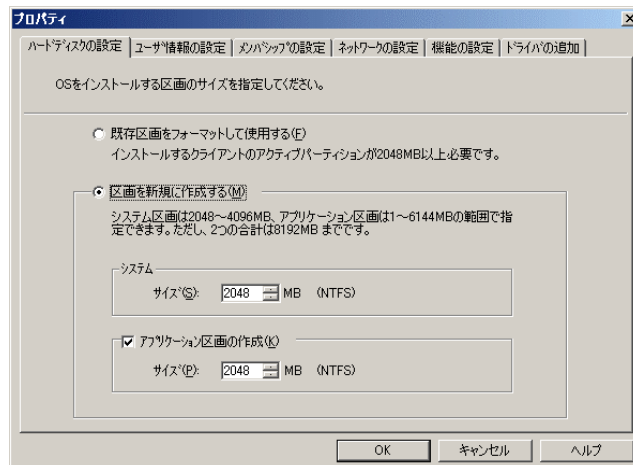 プロパティ
ハードディスクの設定 ユーザ情報の設定 メンバシップの設定 ネットワークの設定 機能の設定 ドライバの追加
OSをインストールする区画のサイズを指定してください。
既存区画をフォーマットして使用する(F)
インストールするクライアントのアクティブパーティションが2048MB以上必要です。
区画を新規に作成する(M)
システム区画は2048～4096MB、アプリケーション区画は1～6144MBの範囲で指
定できます。ただし、2つの合計は8192MB までです。
システム
サイズ(S): 2048 MB (NTFS)
アプリケーション区画の作成(K)
サイズ(P): 2048 MB (NTFS)
OK キャンセル ヘルプ